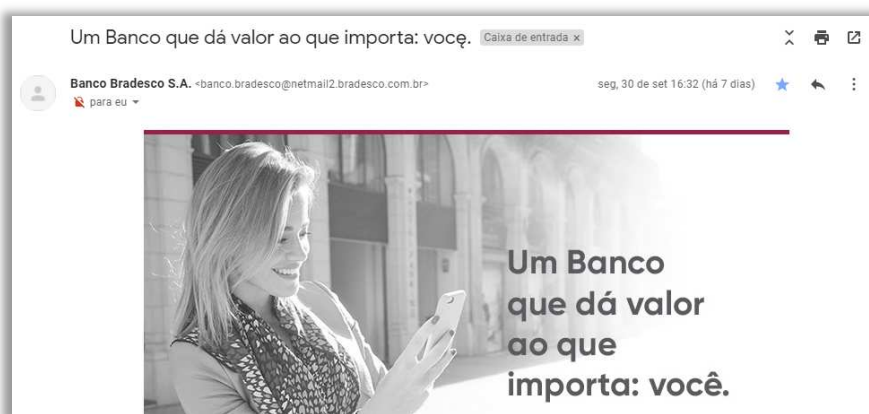 Um Banco que dá valor ao que importa: vocę. Caixa de entrada ×
Banco Bradesco S.A. <banco.bradesco@netmail2.bradesco.com.br> seg, 30 de set 16:32 (há 7 dias)
para eu
Um Banco
que dá valor
ao que
importa: você.